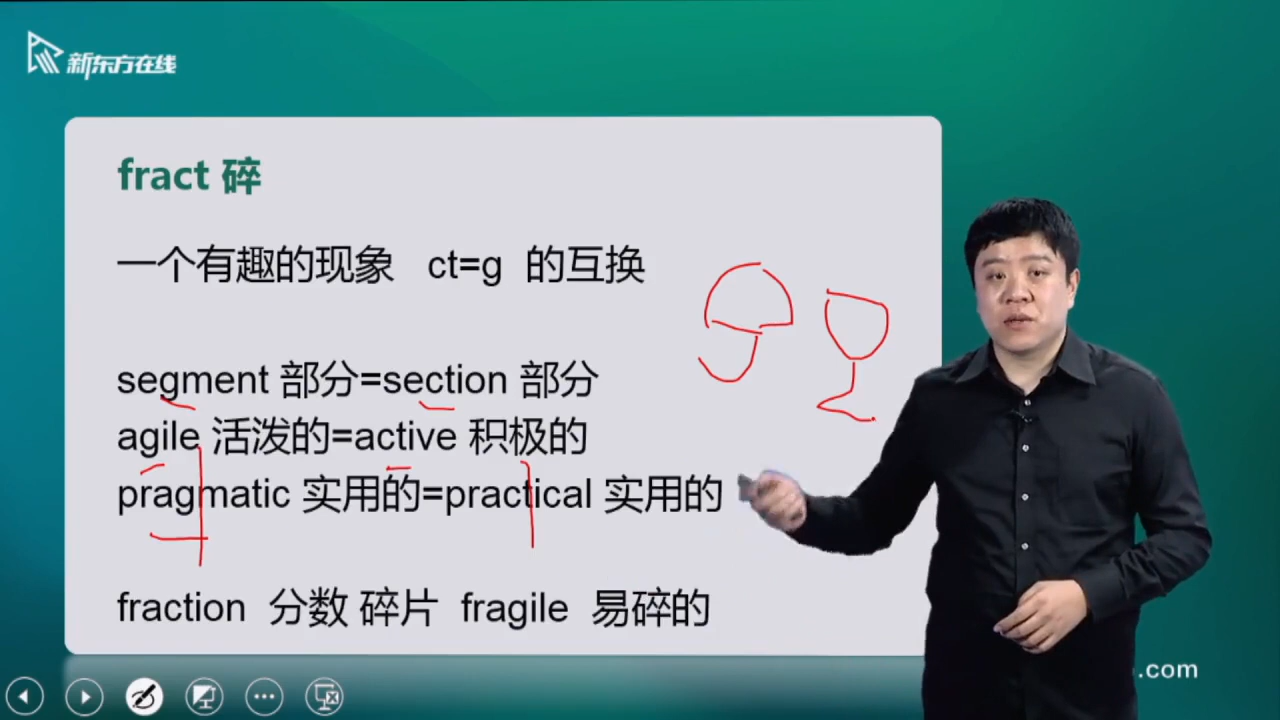 新东方在线
fract 碎
一个有趣的现象 ct=g 的互换
segment 部分=section 部分
agile 活泼的=active 积极的
pragmatic 实用的=practical 实用的
fraction 分数 碎片 fragile 易碎的
.com